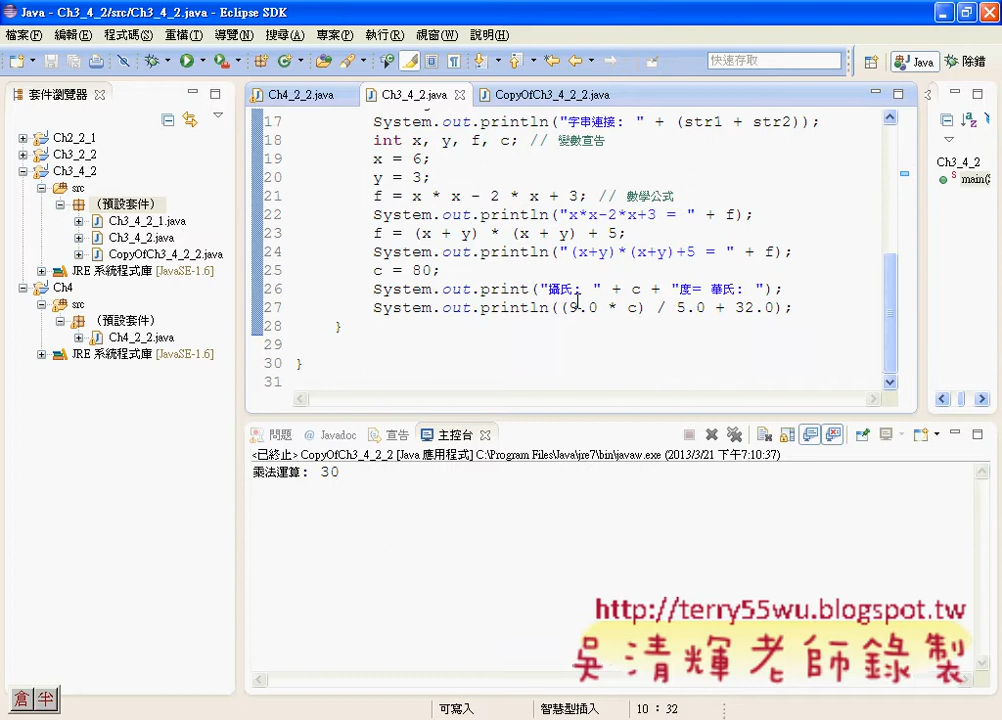 Java - Ch3_4_2/src/Ch3_4_2.java - Eclipse SDK
檔案(F) 編輯(E) 程式碼(S) 重構(T) 導覽(N) 搜尋(A) 專案(P) 執行(R) 視窗(W) 說明(H)
快速存取 Java 除錯
套件瀏覽器
Ch2_2_1
Ch3_2_2
Ch3_4_2
src
(預設套件)
Ch3_4_2_1.java
Ch3_4_2.java
CopyOfCh3_4_2_2.java
JRE 系統程式庫 [JavaSE-1.6]
Ch4
src
(預設套件)
Ch4_2_2.java
JRE 系統程式庫 [JavaSE-1.6]
Ch4_2_2.java Ch3_4_2.java CopyOfCh3_4_2_2.java
17 System.out.println("字串連接: " + (str1 + str2));
18 int x, y, f, c; // 變數宣告
19 x = 6;
20 y = 3;
21 f = x * x - 2 * x + 3; // 數學公式
22 System.out.println("x*x-2*x+3 = " + f);
23 f = (x + y) * (x + y) + 5;
24 System.out.println("(x+y)*(x+y)+5 = " + f);
25 c = 80;
26 System.out.print("攝氏: " + c + "度= 華氏: ");
27 System.out.println((9.0 * c) / 5.0 + 32.0);
28 }
29
30 }
31
Ch3_4_2
main(S
問題 @ Javadoc 宣告 主控台
<已終止> CopyOfCh3_4_2_2 [Java 應用程式] C:\Program Files\Java\jre7\bin\javaw.exe (2013/3/21 下午7:10:37)
乘法運算: 30
http://terry55wu.blogspot.tw
吳清輝老師錄製
倉 半
可寫入 智慧型插入 10 : 32